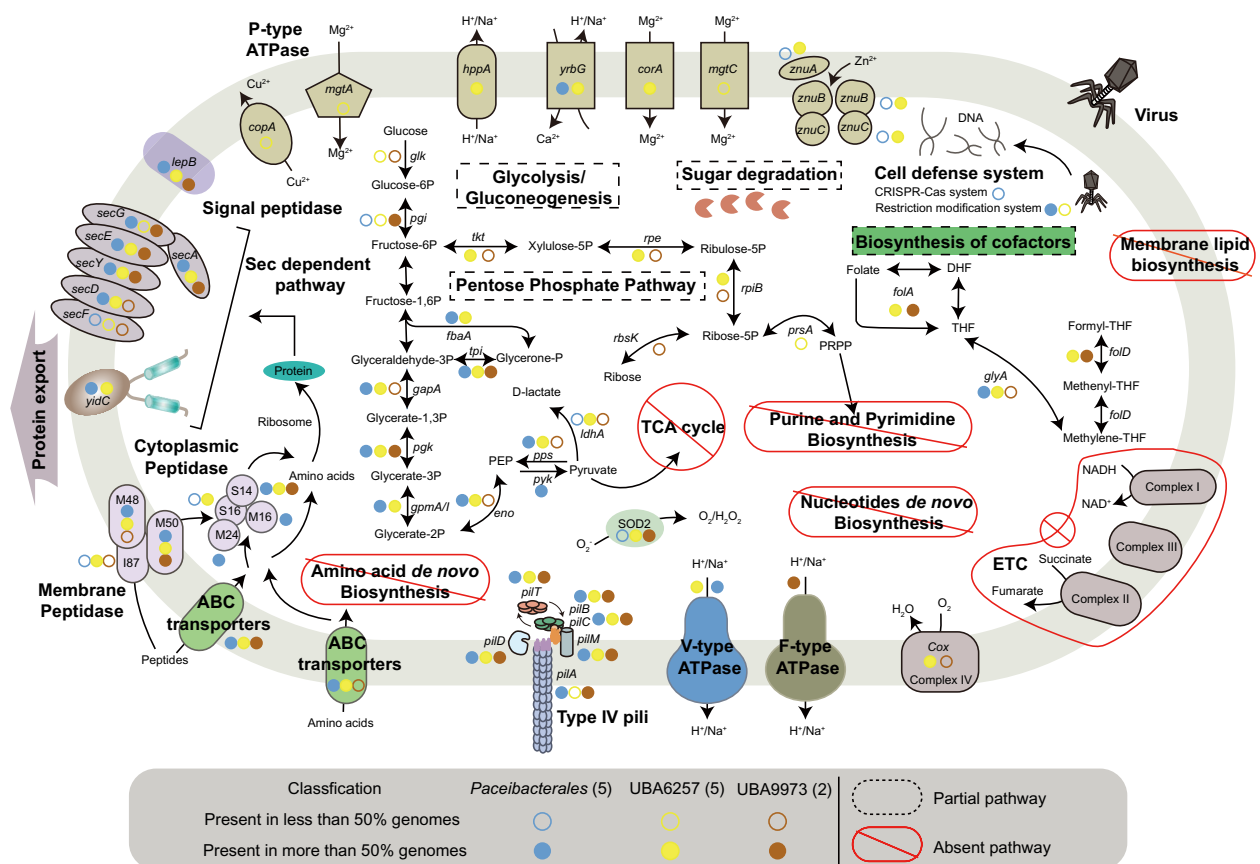 P-type
ATPase
Mg²⁺
mgtA
Mg²⁺
Cu²⁺
copA
Cu²⁺
H⁺/Na⁺
hppA
H⁺/Na⁺
H⁺/Na⁺
yrbG
Ca²⁺
Mg²⁺
corA
Mg²⁺
Mg²⁺
mgtC
Mg²⁺
znuA
Zn²⁺
znuB
znuB
znuC
znuC
DNA
Virus
Cell defense system
CRISPR-Cas system
Restriction modification system
lepB
Signal peptidase
secG
secE
secY
secD
secF
secA
Sec dependent
pathway
Protein export
yidC
Protein
Ribosome
Amino acids
Cytoplasmic
Peptidase
M48
M50
I87
S14
S16
M16
M24
Membrane
Peptidase
Peptides
ABC
transporters
ABC
transporters
Amino acids
Amino acid de novo
Biosynthesis
Glucose
glk
Glucose-6P
pgi
Fructose-6P
Fructose-1,6P
fbaA
Glyceraldehyde-3P
tpi
Glycerone-P
gapA
Glycerate-1,3P
pgk
Glycerate-3P
gpmA/I
Glycerate-2P
eno
PEP
pps
pyk
Pyruvate
D-lactate
ldhA
Glycolysis/
Gluconeogenesis
Sugar degradation
tkt
Xylulose-5P
rpe
Ribulose-5P
Pentose Phosphate Pathway
rpiB
Ribose-5P
rbsK
Ribose
prsA
PRPP
TCA cycle
Purine and Pyrimidine
Biosynthesis
Nucleotides de novo
Biosynthesis
Biosynthesis of cofactors
Folate
DHF
folA
THF
glyA
Formyl-THF
folD
Methenyl-THF
folD
Methylene-THF
Membrane lipid
biosynthesis
NADH
NAD⁺
Complex I
Complex III
ETC
Succinate
Complex II
Fumarate
H₂O
O₂
Cox
Complex IV
SOD2
O₂⁻
O₂/H₂O₂
pilT
pilB
pilC
pilD
pilM
pilA
Type IV pili
H⁺/Na⁺
V-type
ATPase
H⁺/Na⁺
H⁺/Na⁺
F-type
ATPase
H⁺/Na⁺
Classfication
Paceibacterales (5)
UBA6257 (5)
UBA9973 (2)
Present in less than 50% genomes
Present in more than 50% genomes
Partial pathway
Absent pathway